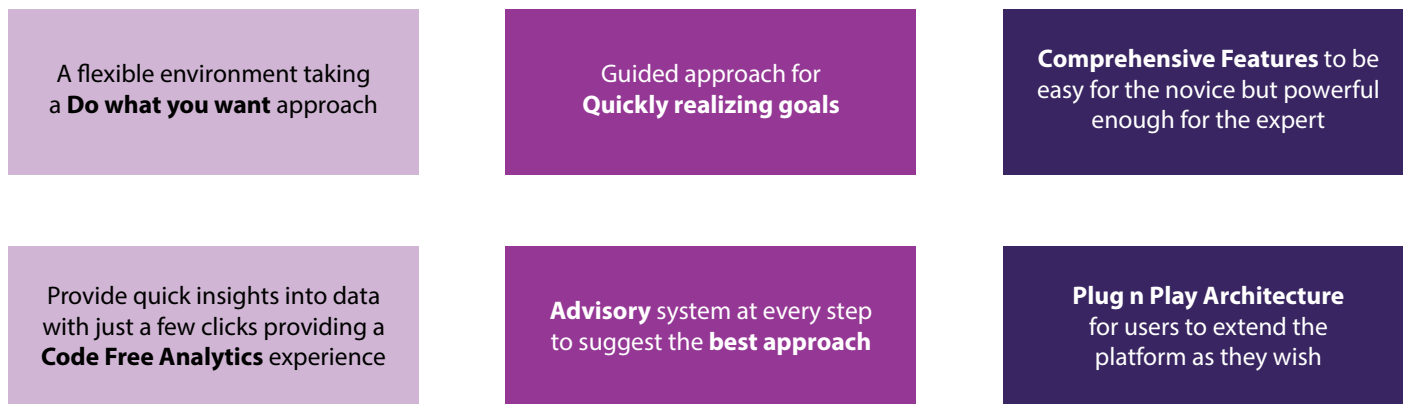 A flexible environment taking
a Do what you want approach
Guided approach for
Quickly realizing goals
Comprehensive Features to be
easy for the novice but powerful
enough for the expert
Provide quick insights into data
with just a few clicks providing a
Code Free Analytics experience
Advisory system at every step
to suggest the best approach
Plug n Play Architecture
for users to extend the
platform as they wish